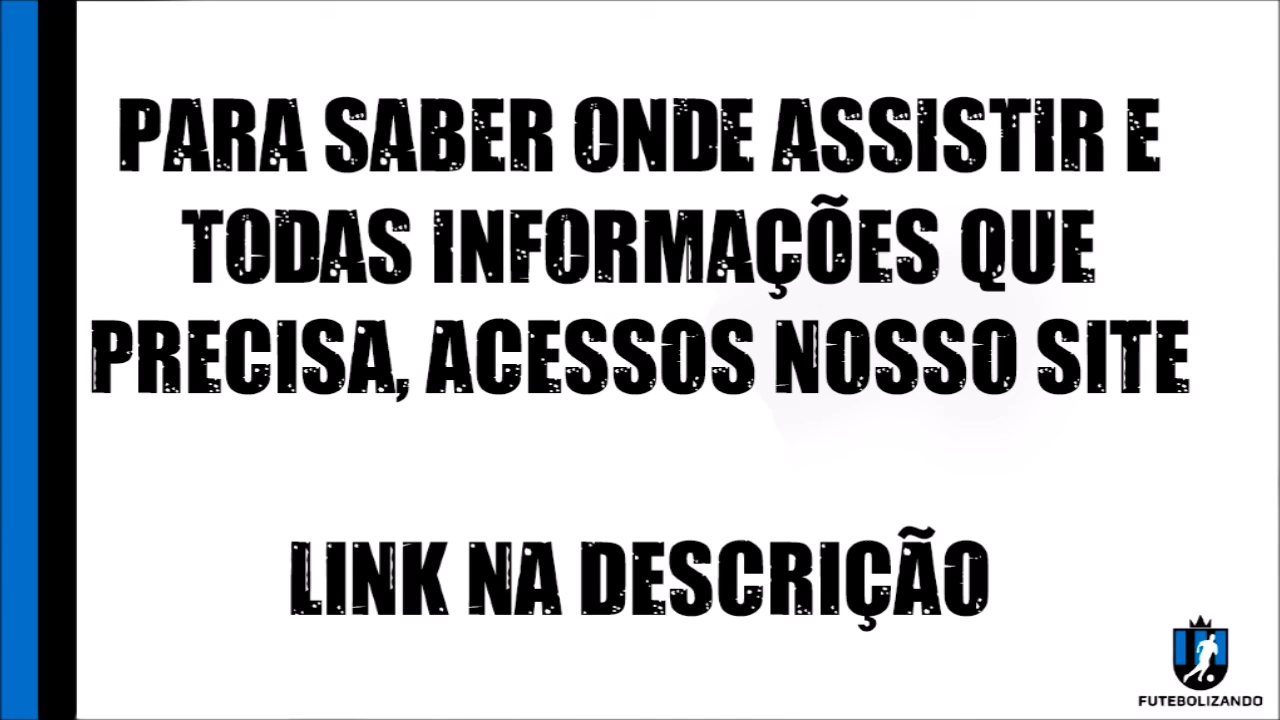 PARA SABER ONDE ASSISTIR E
TODAS INFORMAÇÕES QUE
PRECISA, ACESSOS NOSSO SITE
LINK NA DESCRIÇÃO
FUTEBOLIZANDO